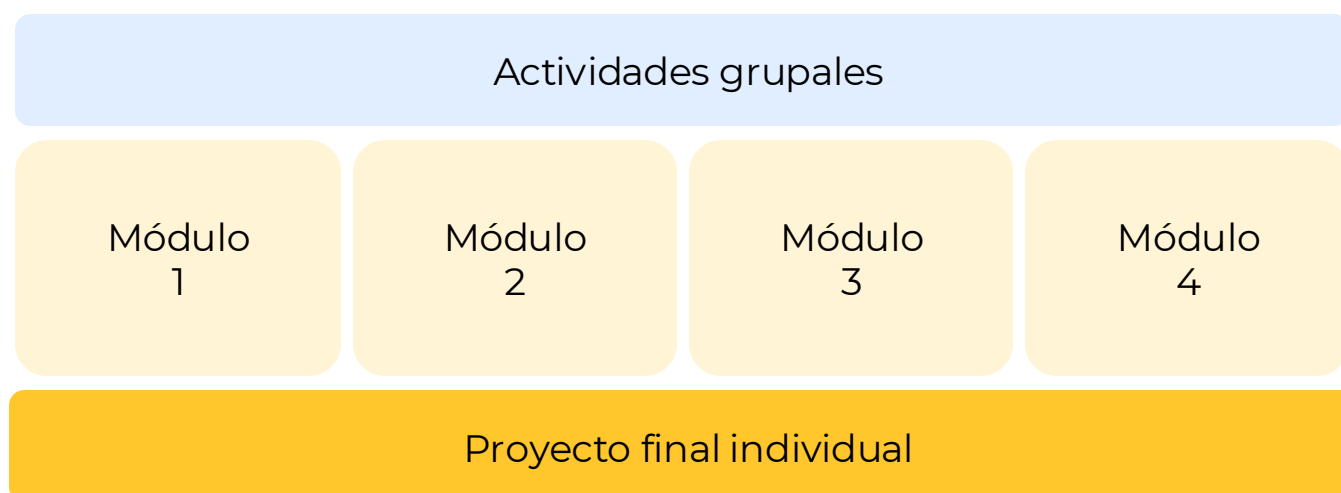 Actividades grupales
Módulo
1
Módulo
2
Módulo
3
Módulo
4
Proyecto final individual